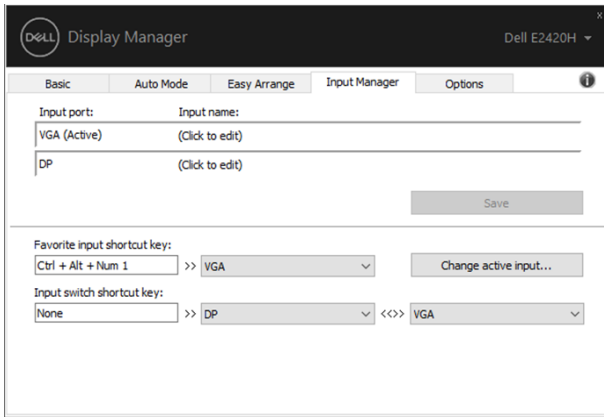 DELL Display Manager Dell E2420H
x
Basic Auto Mode Easy Arrange Input Manager Options i
Input port: Input name:
VGA (Active) (Click to edit)
DP (Click to edit)
Save
Favorite input shortcut key:
Ctrl + Alt + Num 1 >> VGA Change active input...
Input switch shortcut key:
None >> DP <<>> VGA